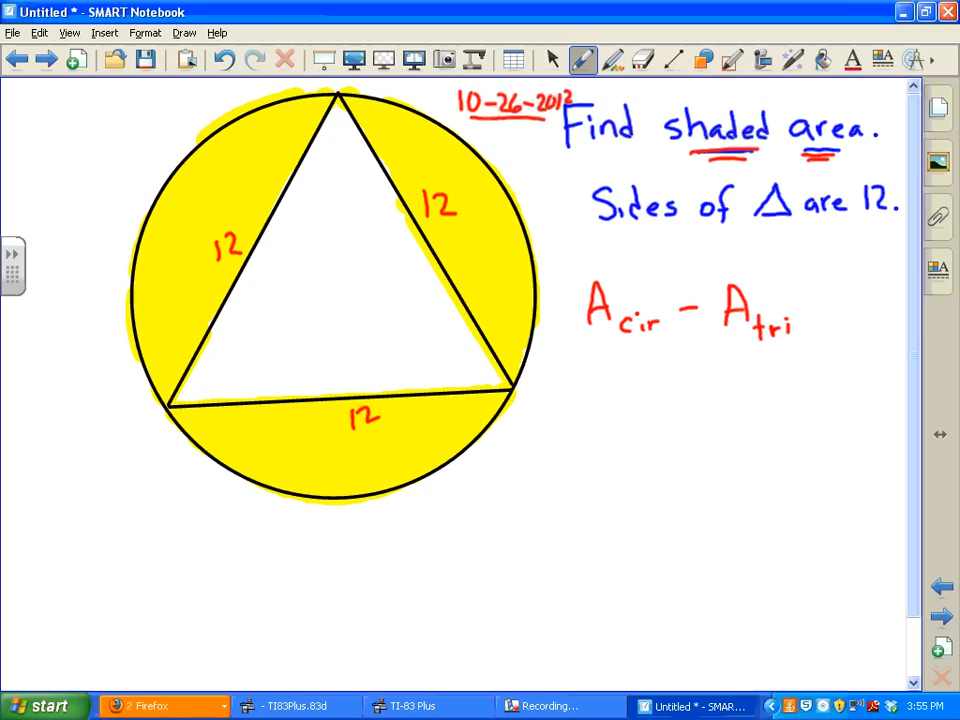 Untitled * - SMART Notebook
File Edit View Insert Format Draw Help
10-26-2012
Find shaded area.
Sides of △ are 12.
12
12
A cir - A tri
12
start
2 Firefox
- TI83Plus.83d
TI-83 Plus
Recording...
Untitled * - SMAR...
3:55 PM